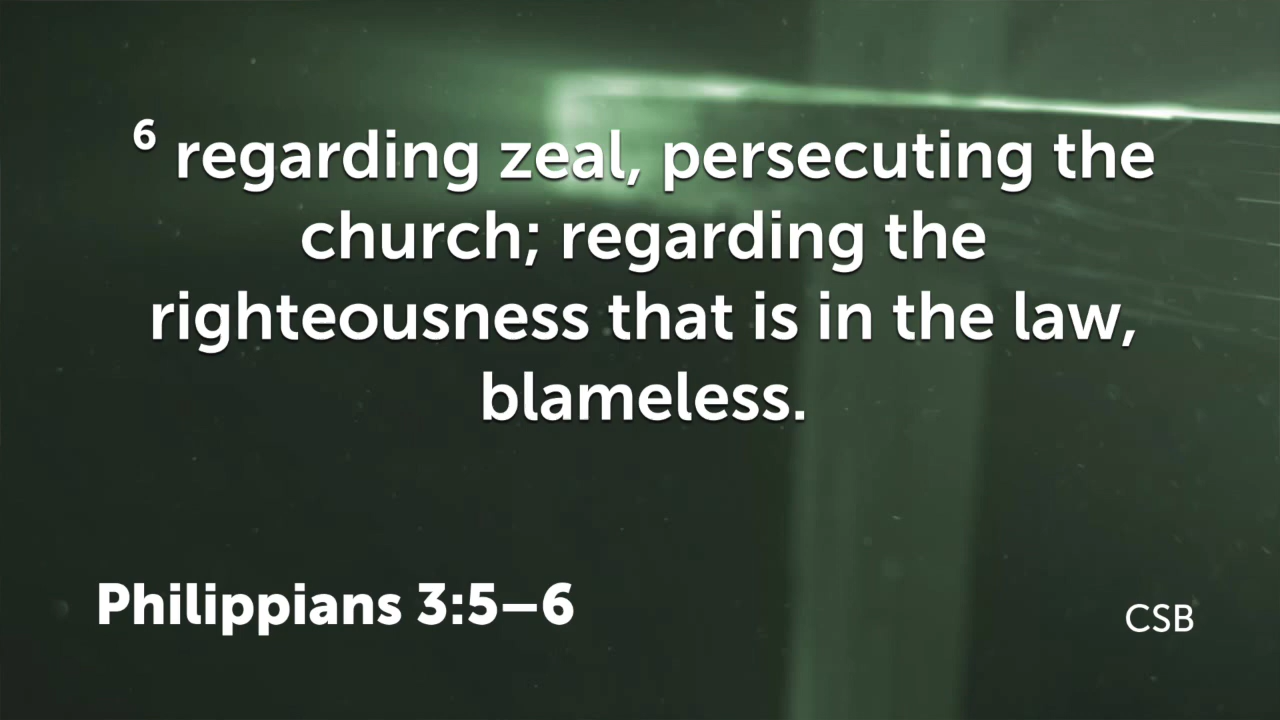 6 regarding zeal, persecuting the
church; regarding the
righteousness that is in the law,
blameless.
Philippians 3:5–6
CSB